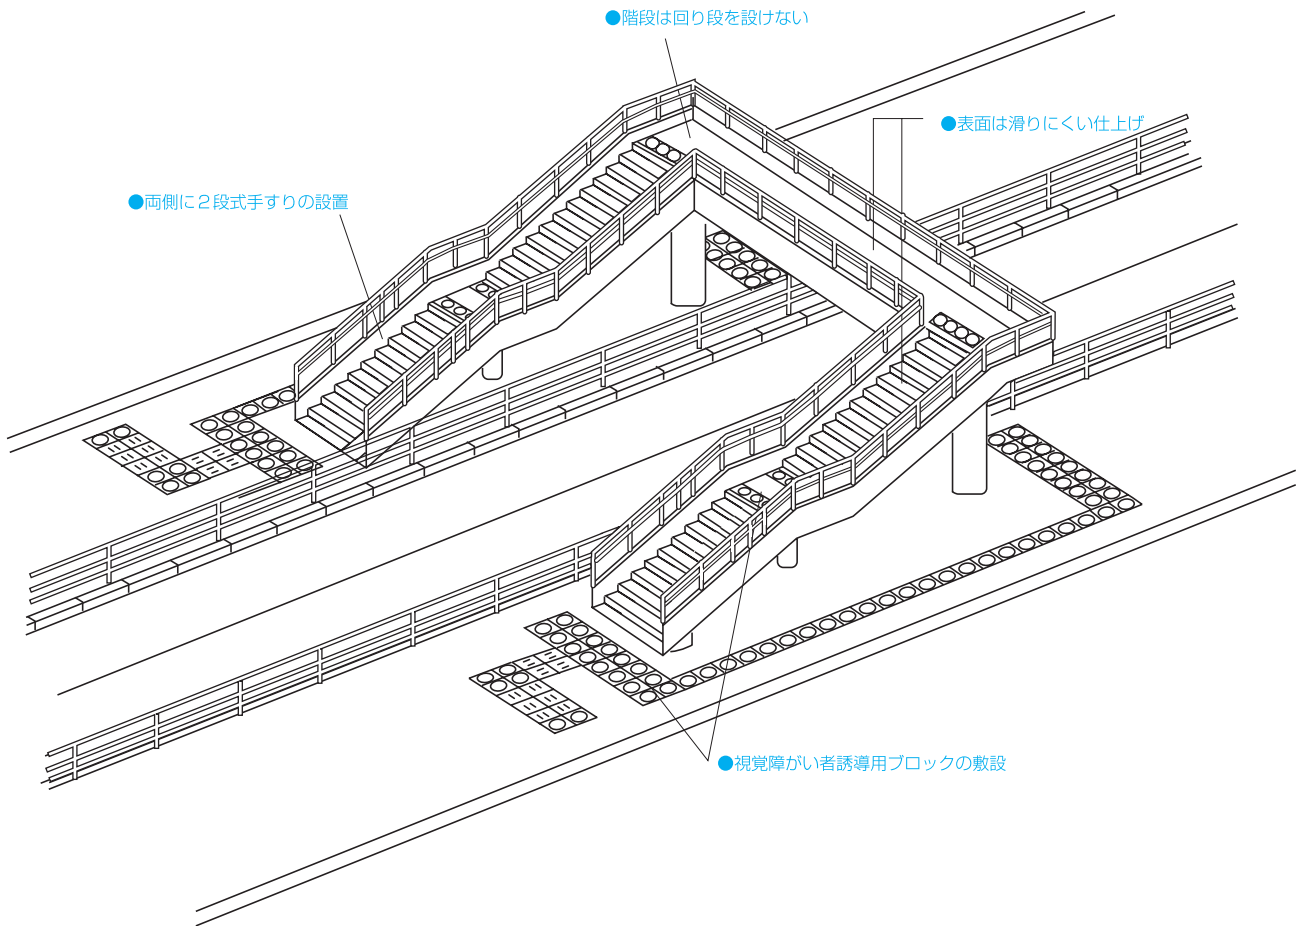 ●階段は回り段を設けない
●表面は滑りにくい仕上げ
●両側に２段式手すりの設置
●視覚障がい者誘導用ブロックの敷設